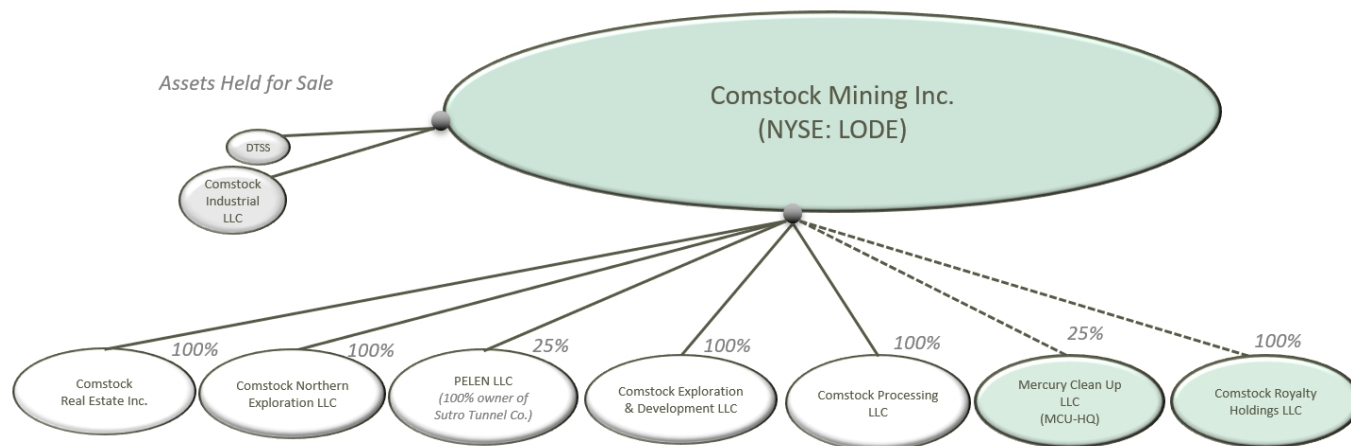 Assets Held for Sale
Comstock Mining Inc.
(NYSE: LODE)
DTSS
Comstock
Industrial
LLC
100%
100%
25%
100%
100%
25%
100%
Comstock
Real Estate Inc.
Comstock Northern
Exploration LLC
PELEN LLC
(100% owner of
Sutro Tunnel Co.)
Comstock Exploration
& Development LLC
Comstock Processing
LLC
Mercury Clean Up
LLC
(MCU-HQ)
Comstock Royalty
Holdings LLC